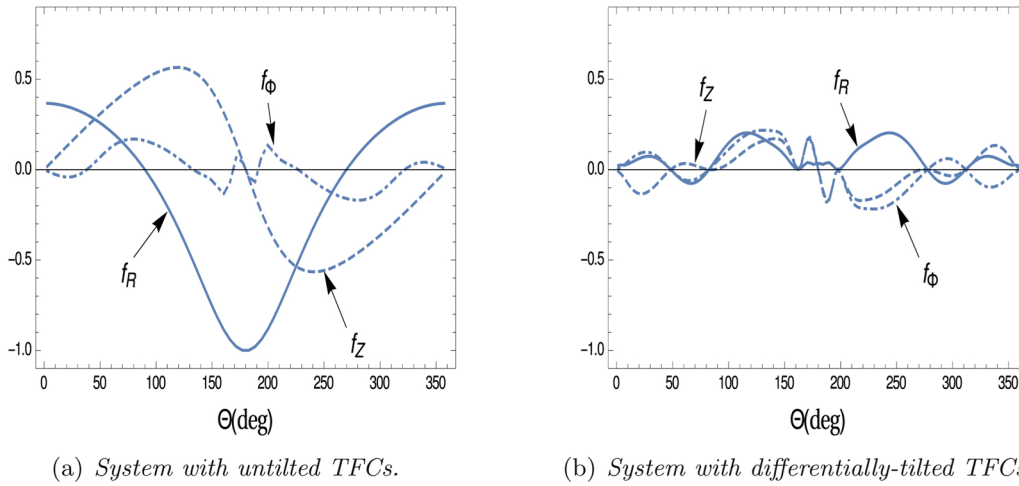 0.5
0.0
−0.5
−1.0
0 50 100 150 200 250 300 350
f_Φ
f_R
f_Z
Θ(deg)
(a) System with untilted TFCs.
0.5
0.0
−0.5
−1.0
0 50 100 150 200 250 300 350
f_Z
f_R
f_Φ
Θ(deg)
(b) System with differentially-tilted TFCs